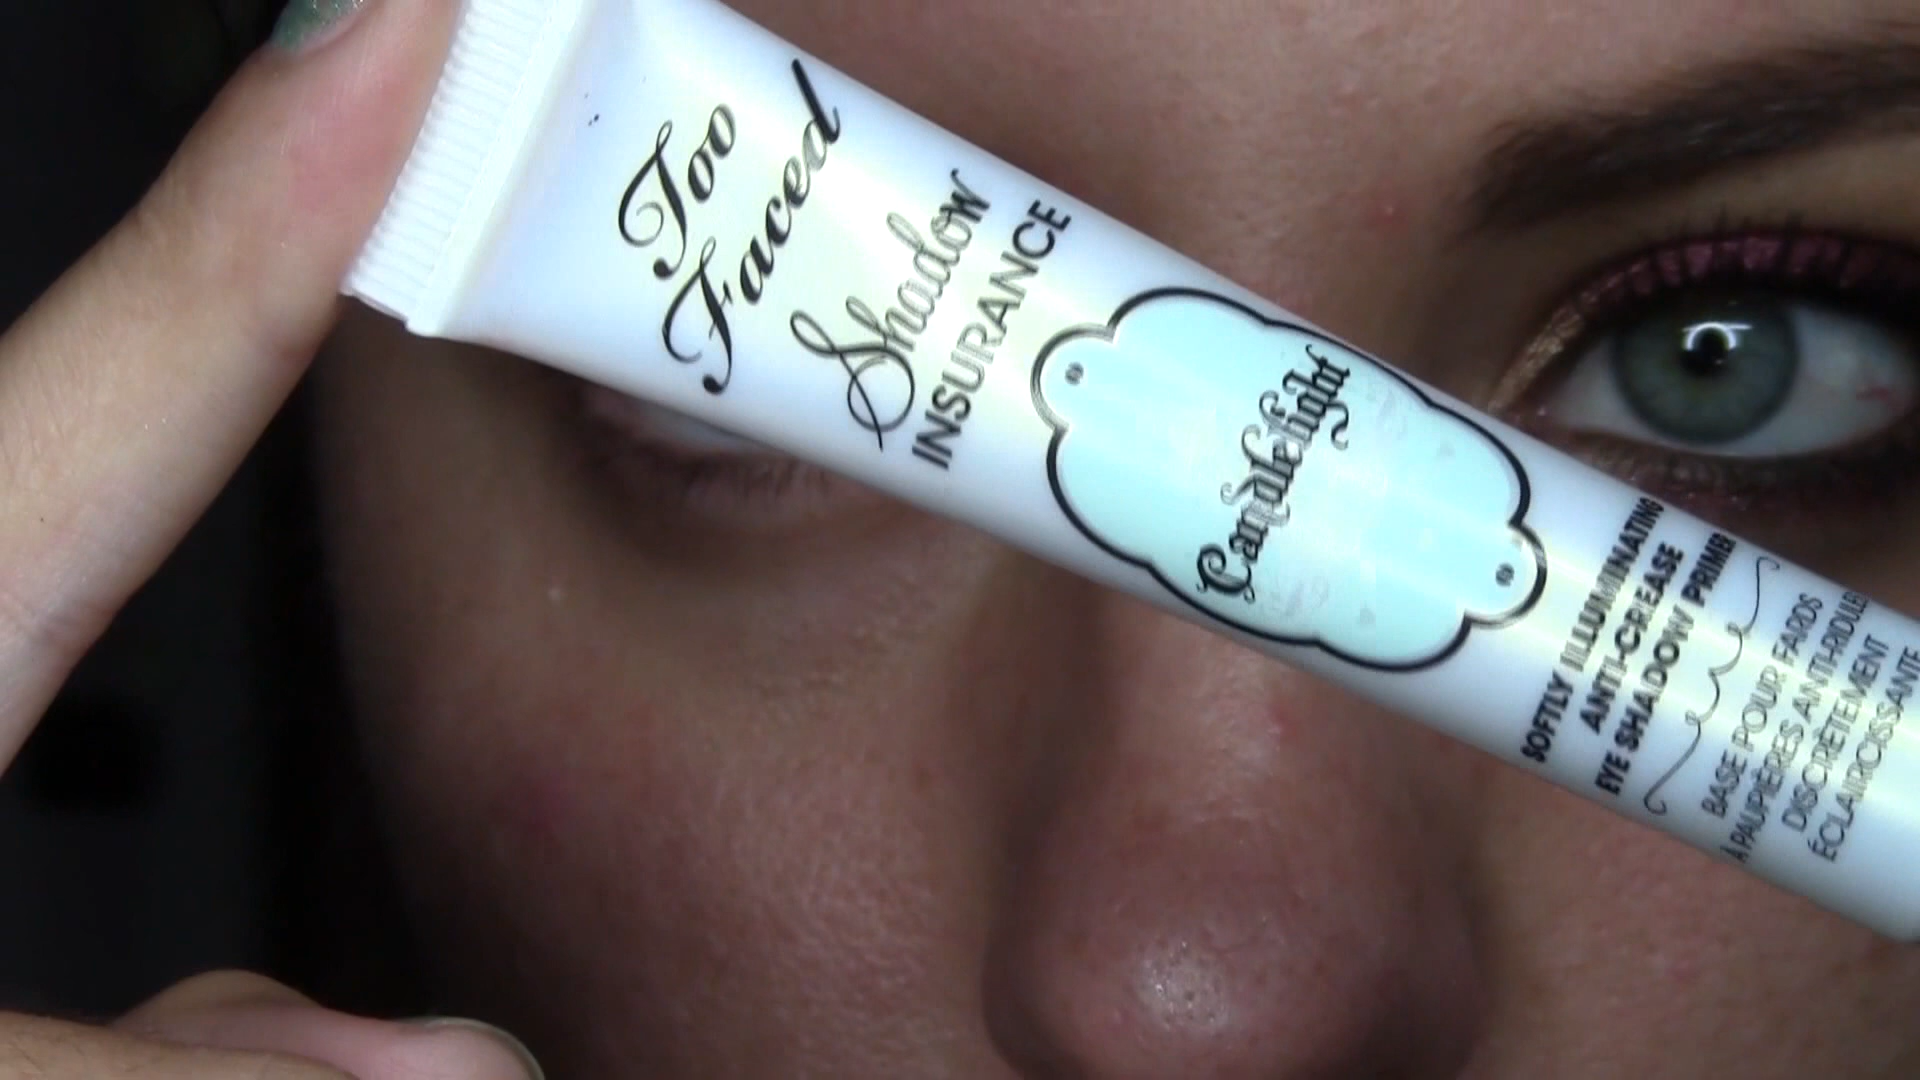 Too
Faced
Shadow
INSURANCE
Candlelight
SOFTLY ILLUMINATING
ANTI-CREASE
EYE SHADOW PRIMER
BASE POUR FARDS
À PAUPIÈRES ANTI-RIDULES
DISCRÈTEMENT
ÉCLAIRCISSANTE